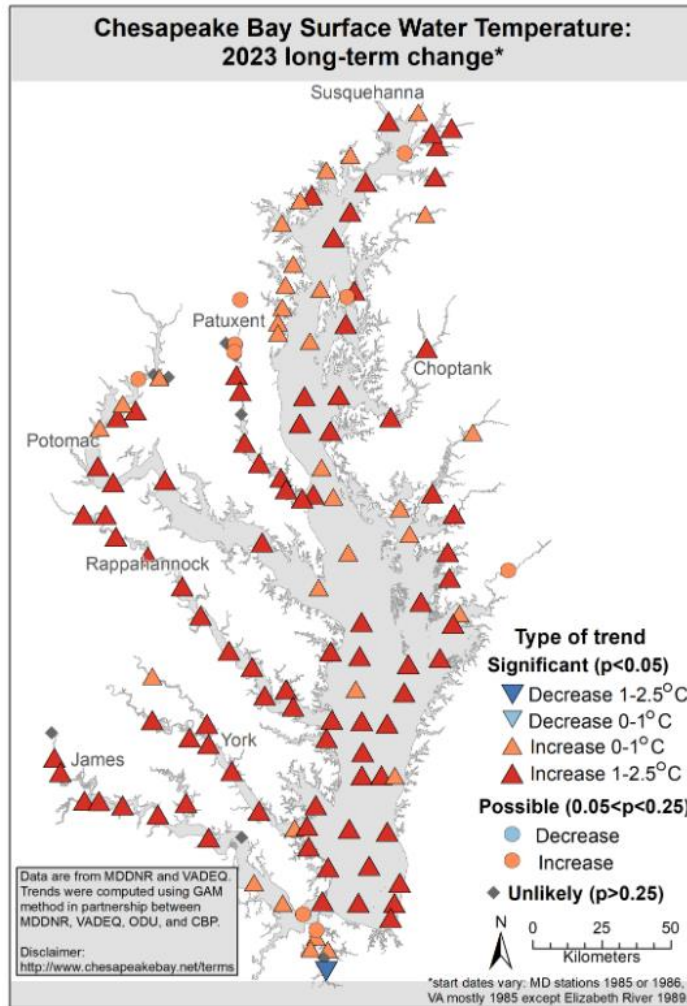 Chesapeake Bay Surface Water Temperature:
2023 long-term change*
Susquehanna
Patuxent
Choptank
Potomac
Rappahannock
York
James
Type of trend
Significant (p<0.05)
Decrease 1-2.5°C
Decrease 0-1°C
Increase 0-1°C
Increase 1-2.5°C
Possible (0.05<p<0.25)
Decrease
Increase
Unlikely (p>0.25)
N
0 10 20 30 40 50
Kilometers
Data are from MDDNR and VADEQ.
Trends were computed using GAM
method in partnership between
MDDNR, VADEQ, ODU, and CBP.
Disclaimer:
http://www.chesapeakebay.net/terms
*start dates vary: MD stations 1985 or 1986,
VA mostly 1985 except Elizabeth River 1989